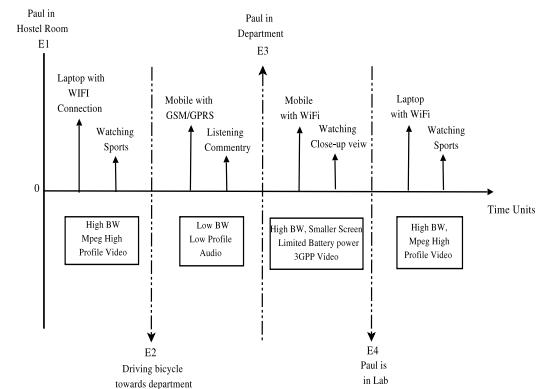 Paul in
Hostel Room
E1
Paul in
Department
E3
Laptop with
WIFI
Connection
Watching
Sports
Mobile with
GSM/GPRS
Listening
Commentry
Mobile
with WiFi
Watching
Close-up veiw
Laptop
with WiFi
Watching
Sports
0
Time Units
High BW
Mpeg High
Profile Video
Low BW
Low Profile
Audio
High BW, Smaller Screen
Limited Battery power
3GPP Video
High BW,
Mpeg High
Profile Video
E2
Driving bicycle
towards department
E4
Paul is
in Lab